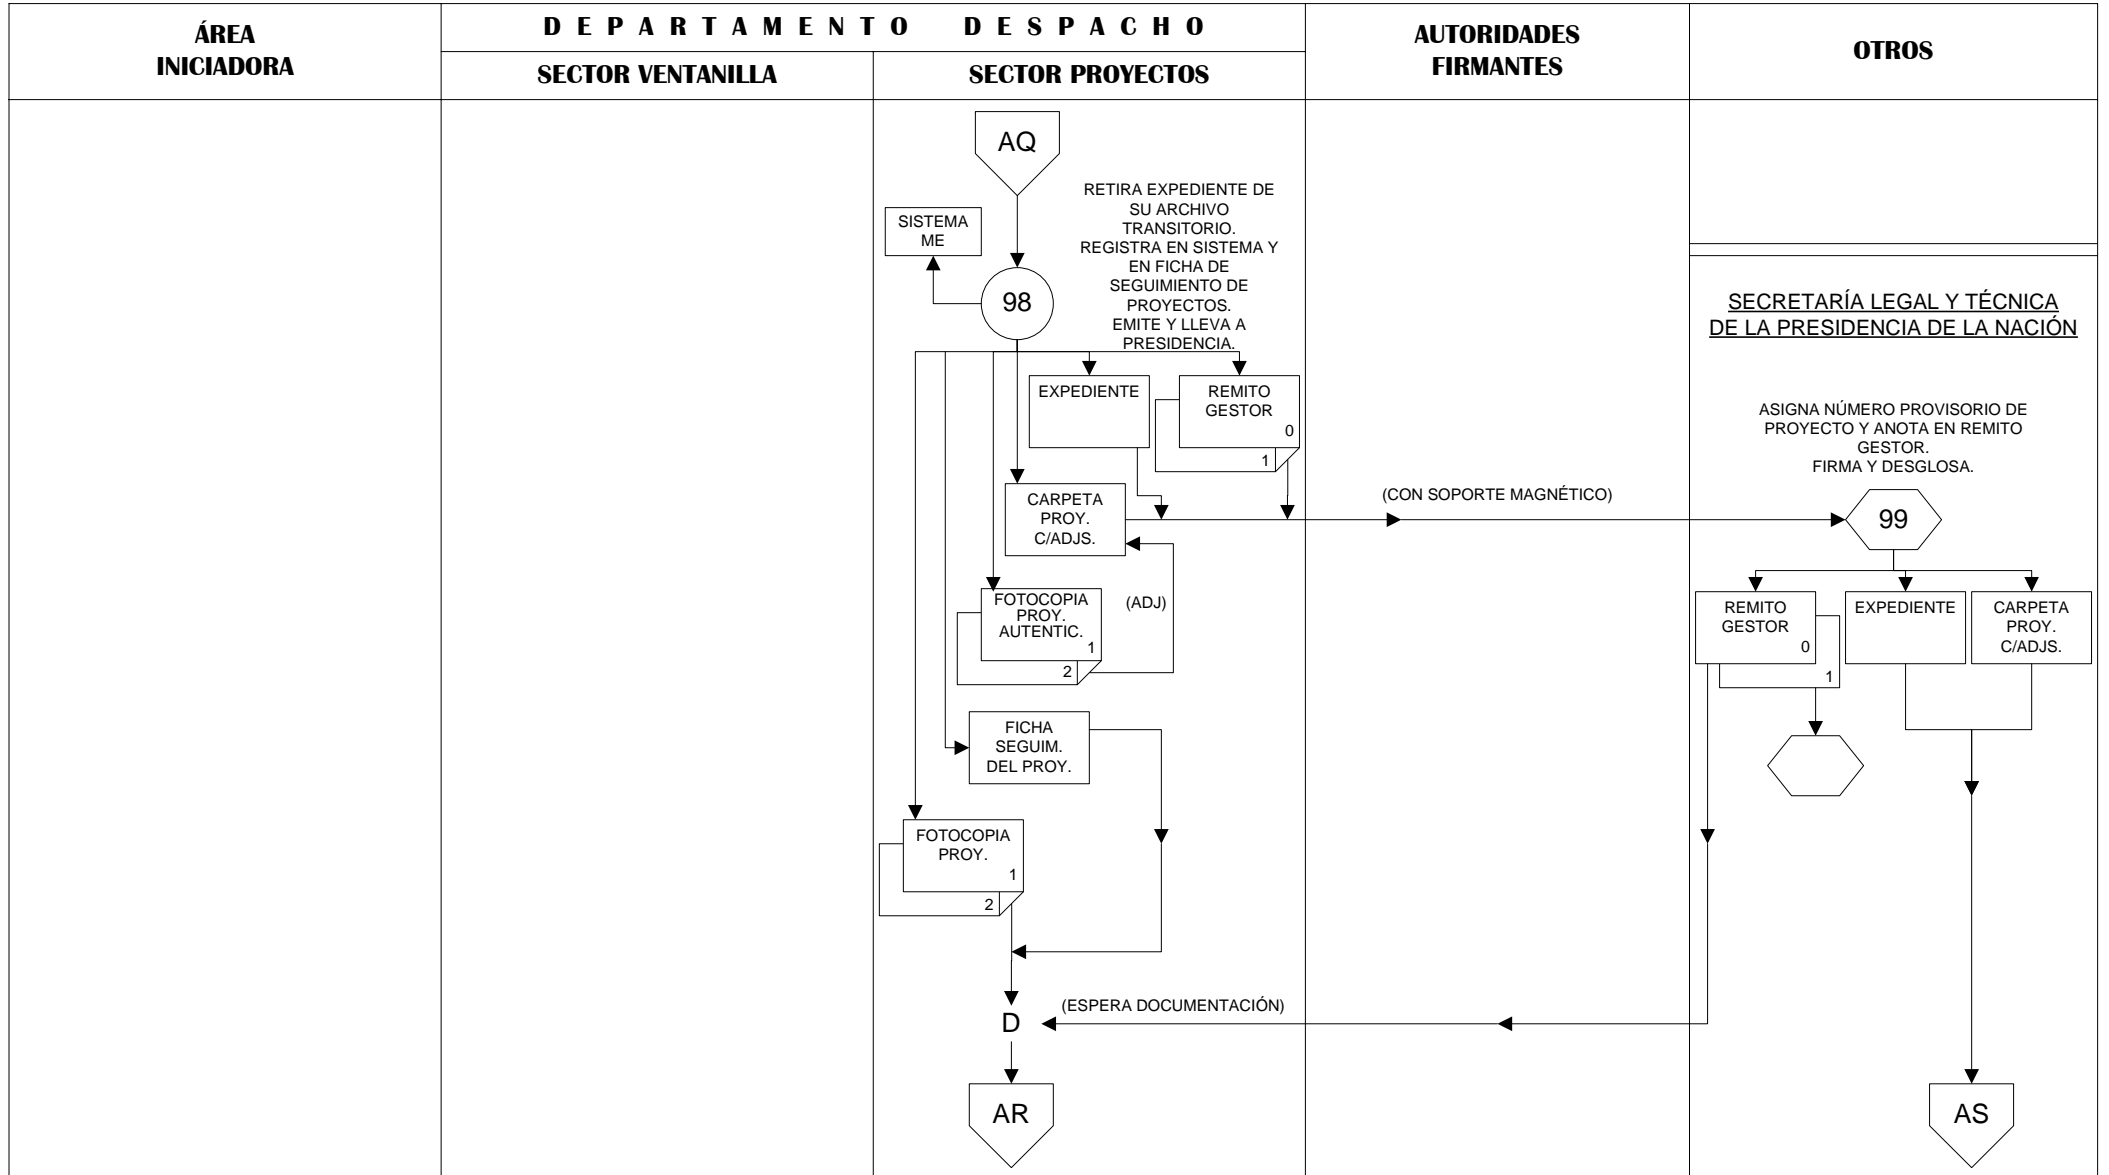 ÁREA
INICIADORA
DEPARTAMENTO DESPACHO
SECTOR VENTANILLA
SECTOR PROYECTOS
AUTORIDADES
FIRMANTES
OTROS
AQ
RETIRA EXPEDIENTE DE
SU ARCHIVO
TRANSITORIO.
REGISTRA EN SISTEMA Y
EN FICHA DE
SEGUIMIENTO DE
PROYECTOS.
EMITE Y LLEVA A
PRESIDENCIA.
SISTEMA
ME
98
EXPEDIENTE
REMITO
GESTOR
0
1
CARPETA
PROY.
C/ADJS.
(CON SOPORTE MAGNÉTICO)
FOTOCOPIA
PROY.
AUTENTIC.
1
2
(ADJ)
FICHA
SEGUIM.
DEL PROY.
FOTOCOPIA
PROY.
1
2
(ESPERA DOCUMENTACIÓN)
D
AR
SECRETARÍA LEGAL Y TÉCNICA
DE LA PRESIDENCIA DE LA NACIÓN
ASIGNA NÚMERO PROVISORIO DE
PROYECTO Y ANOTA EN REMITO
GESTOR.
FIRMA Y DESGLOSA.
99
REMITO
GESTOR
0
1
EXPEDIENTE
CARPETA
PROY.
C/ADJS.
AS